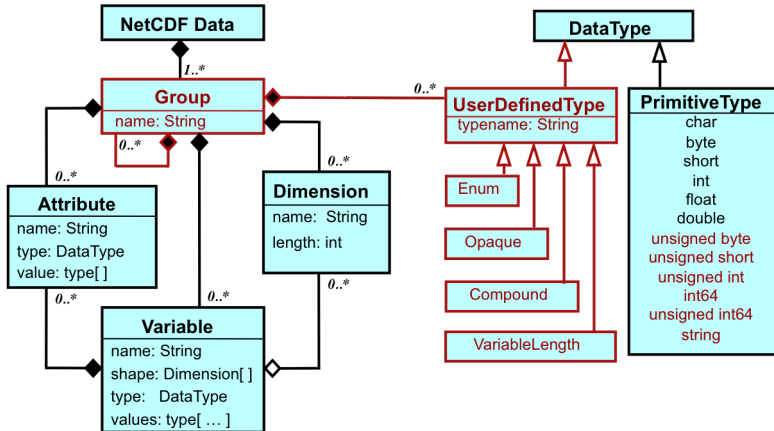 NetCDF Data
1..*
Group
name: String
0..*
0..*
0..*
Attribute
name: String
type: DataType
value: type[ ]
0..*
0..*
Dimension
name: String
length: int
0..*
0..*
Variable
name: String
shape: Dimension[ ]
type: DataType
values: type[ … ]
DataType
UserDefinedType
typename: String
Enum
Opaque
Compound
VariableLength
PrimitiveType
char
byte
short
int
float
double
unsigned byte
unsigned short
unsigned int
int64
unsigned int64
string